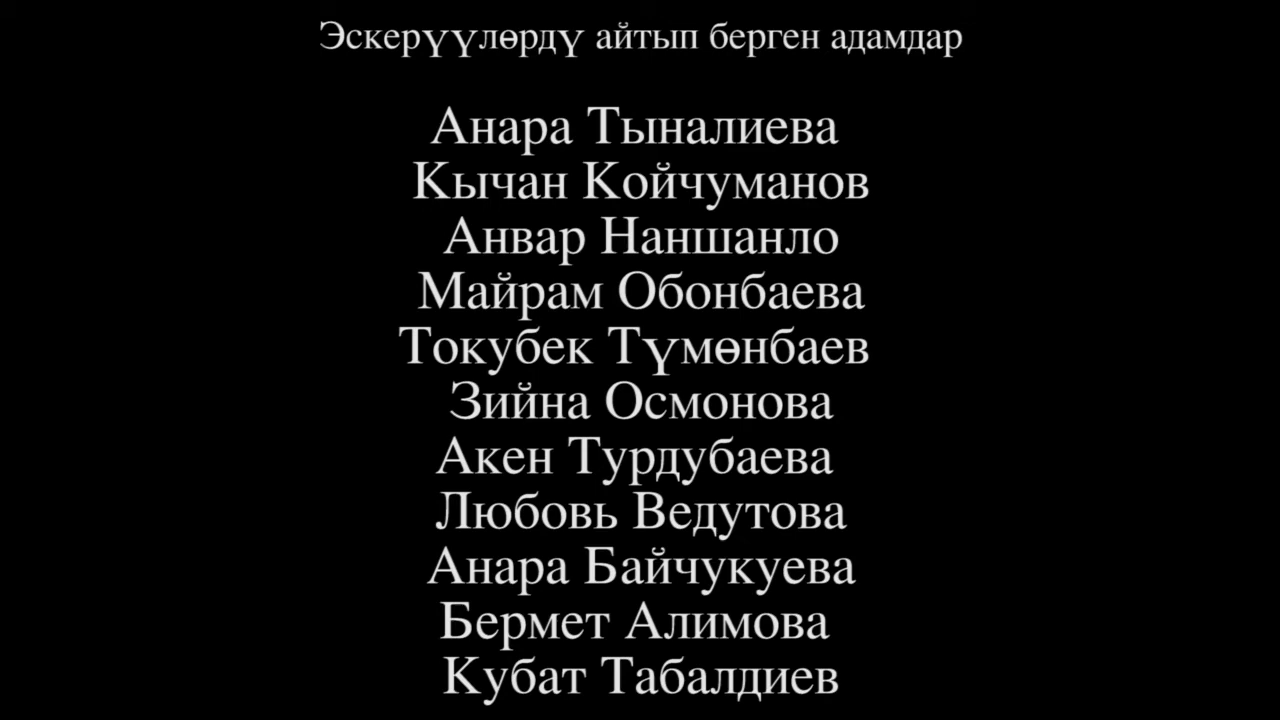 Эскерүүлөрдү айтып берген адамдар
Анара Тыналиева
Кычан Койчуманов
Анвар Наншанло
Майрам Обонбаева
Токубек Түмөнбаев
Зийна Осмонова
Акен Турдубаева
Любовь Ведутова
Анара Байчукуева
Бермет Алимова
Кубат Табалдиев